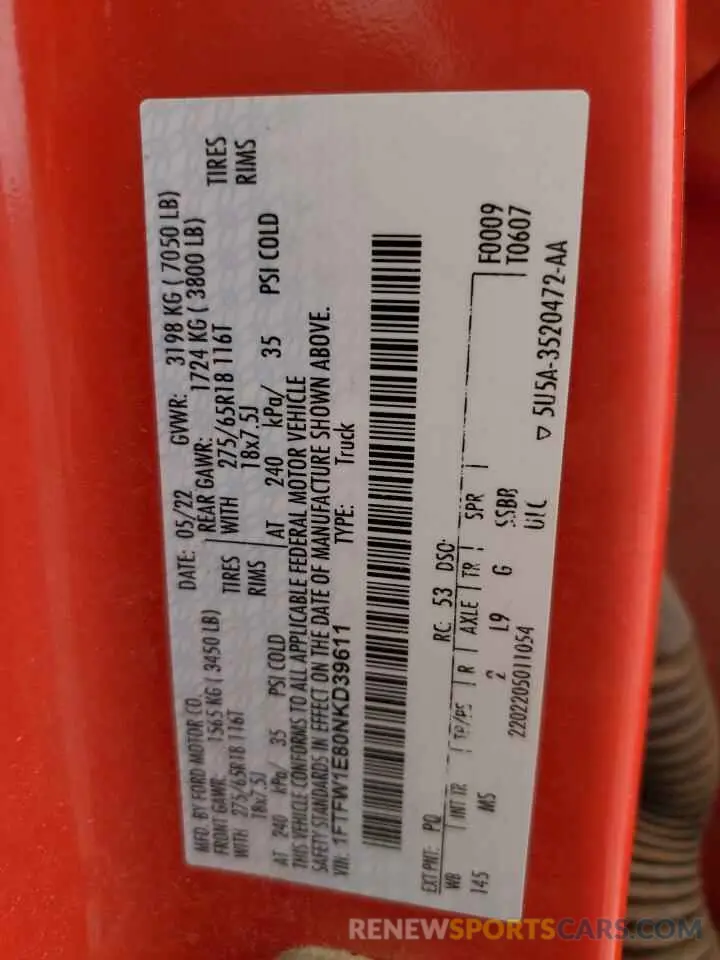 MFD. BY FORD MOTOR CO.
DATE: 05/22 GVWR: 3198 KG ( 7050 LB)
FRONT GAWR: 1565 KG ( 3450 LB) REAR GAWR: 1724 KG ( 3800 LB)
WITH 275/65R18 116T TIRES WITH 275/65R18 116T TIRES
18x7.5J RIMS 18x7.5J RIMS
AT 240 kPa/ 35 PSI COLD AT 240 kPa/ 35 PSI COLD
THIS VEHICLE CONFORMS TO ALL APPLICABLE FEDERAL MOTOR VEHICLE
SAFETY STANDARDS IN EFFECT ON THE DATE OF MANUFACTURE SHOWN ABOVE.
VIN: 1FTFW1E80NKD39611 TYPE: Truck
EXT PNT: PQ RC: 53 DSO: F0009
WB INT TR TP/PS R AXLE TR SPR T0607
145 MS 2 L9 G SSBB
UTC
2202205011054 ▽ 5U5A-3520472-AA
RENEWSPORTSCARS.COM